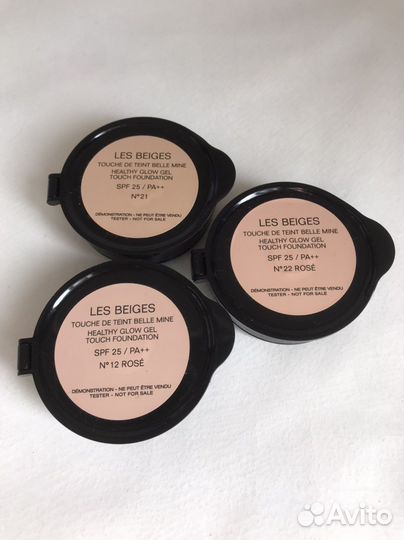 LES BEIGES
TOUCHE DE TEINT BELLE MINE
HEALTHY GLOW GEL
TOUCH FOUNDATION
SPF 25 / PA++
N°21
DÉMONSTRATION - NE PEUT ÊTRE VENDU
TESTER - NOT FOR SALE
LES BEIGES
TOUCHE DE TEINT BELLE MINE
HEALTHY GLOW GEL
TOUCH FOUNDATION
SPF 25 / PA++
N°22 ROSÉ
DÉMONSTRATION - NE PEUT ÊTRE VENDU
TESTER - NOT FOR SALE
LES BEIGES
TOUCHE DE TEINT BELLE MINE
HEALTHY GLOW GEL
TOUCH FOUNDATION
SPF 25 / PA++
N°12 ROSÉ
DÉMONSTRATION - NE PEUT ÊTRE VENDU
TESTER - NOT FOR SALE
Avito